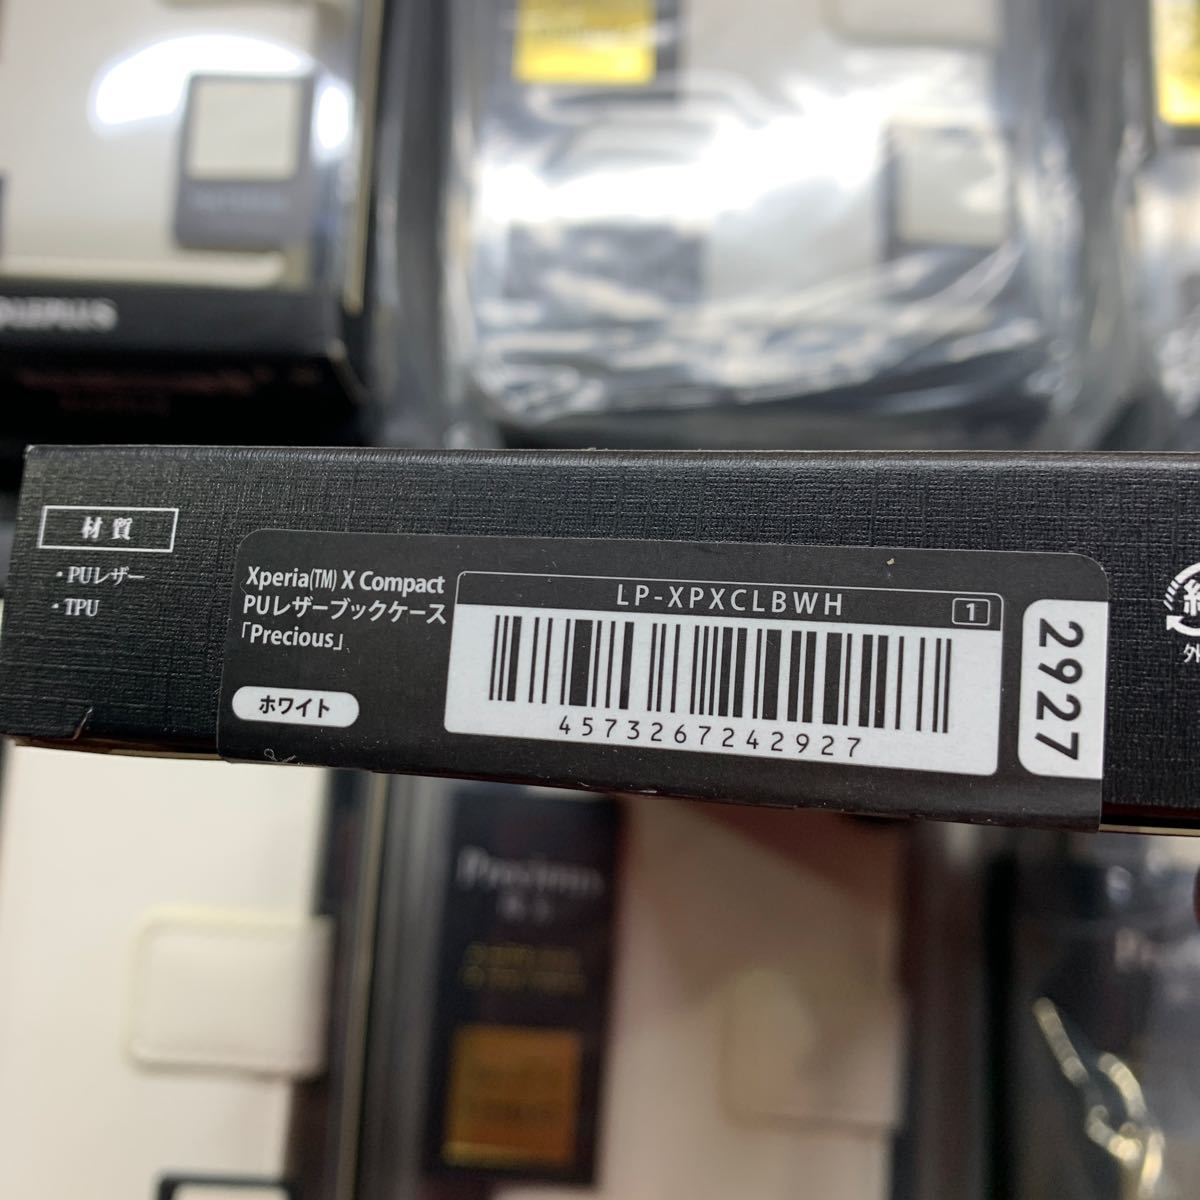 材質
・PUレザー
・TPU
Xperia(TM) X Compact
PUレザーブックケース
「Precious」
ホワイト
LP-XPXCLBWH
1
4573267242927
2927
Precious